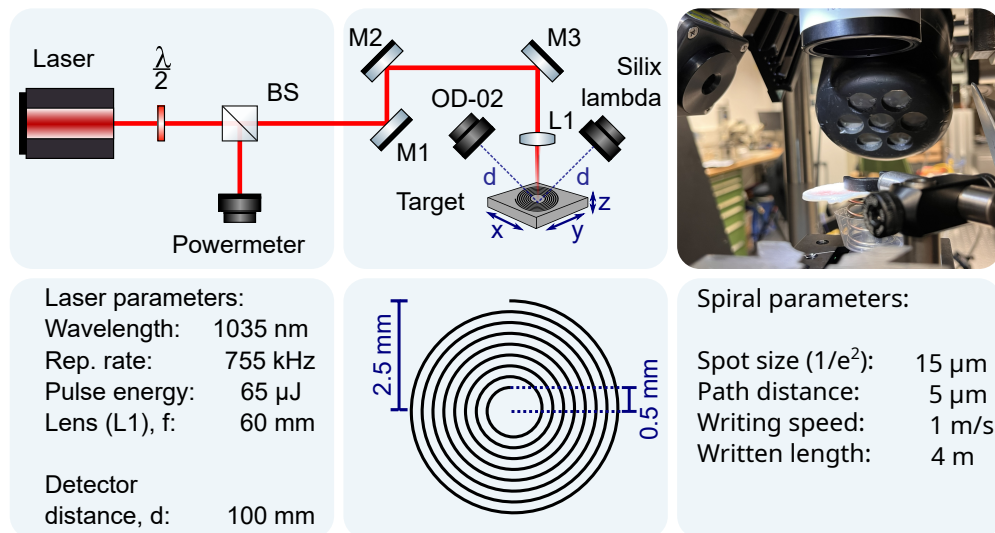 Laser
λ/2
BS
Powermeter
M2
M3
Silix
lambda
OD-02
L1
M1
d
d
Target
z
x
y
Laser parameters:
Wavelength: 1035 nm
Rep. rate: 755 kHz
Pulse energy: 65 µJ
Lens (L1), f: 60 mm
Detector
distance, d: 100 mm
2.5 mm
0.5 mm
Spiral parameters:
Spot size (1/e²): 15 µm
Path distance: 5 µm
Writing speed: 1 m/s
Written length: 4 m